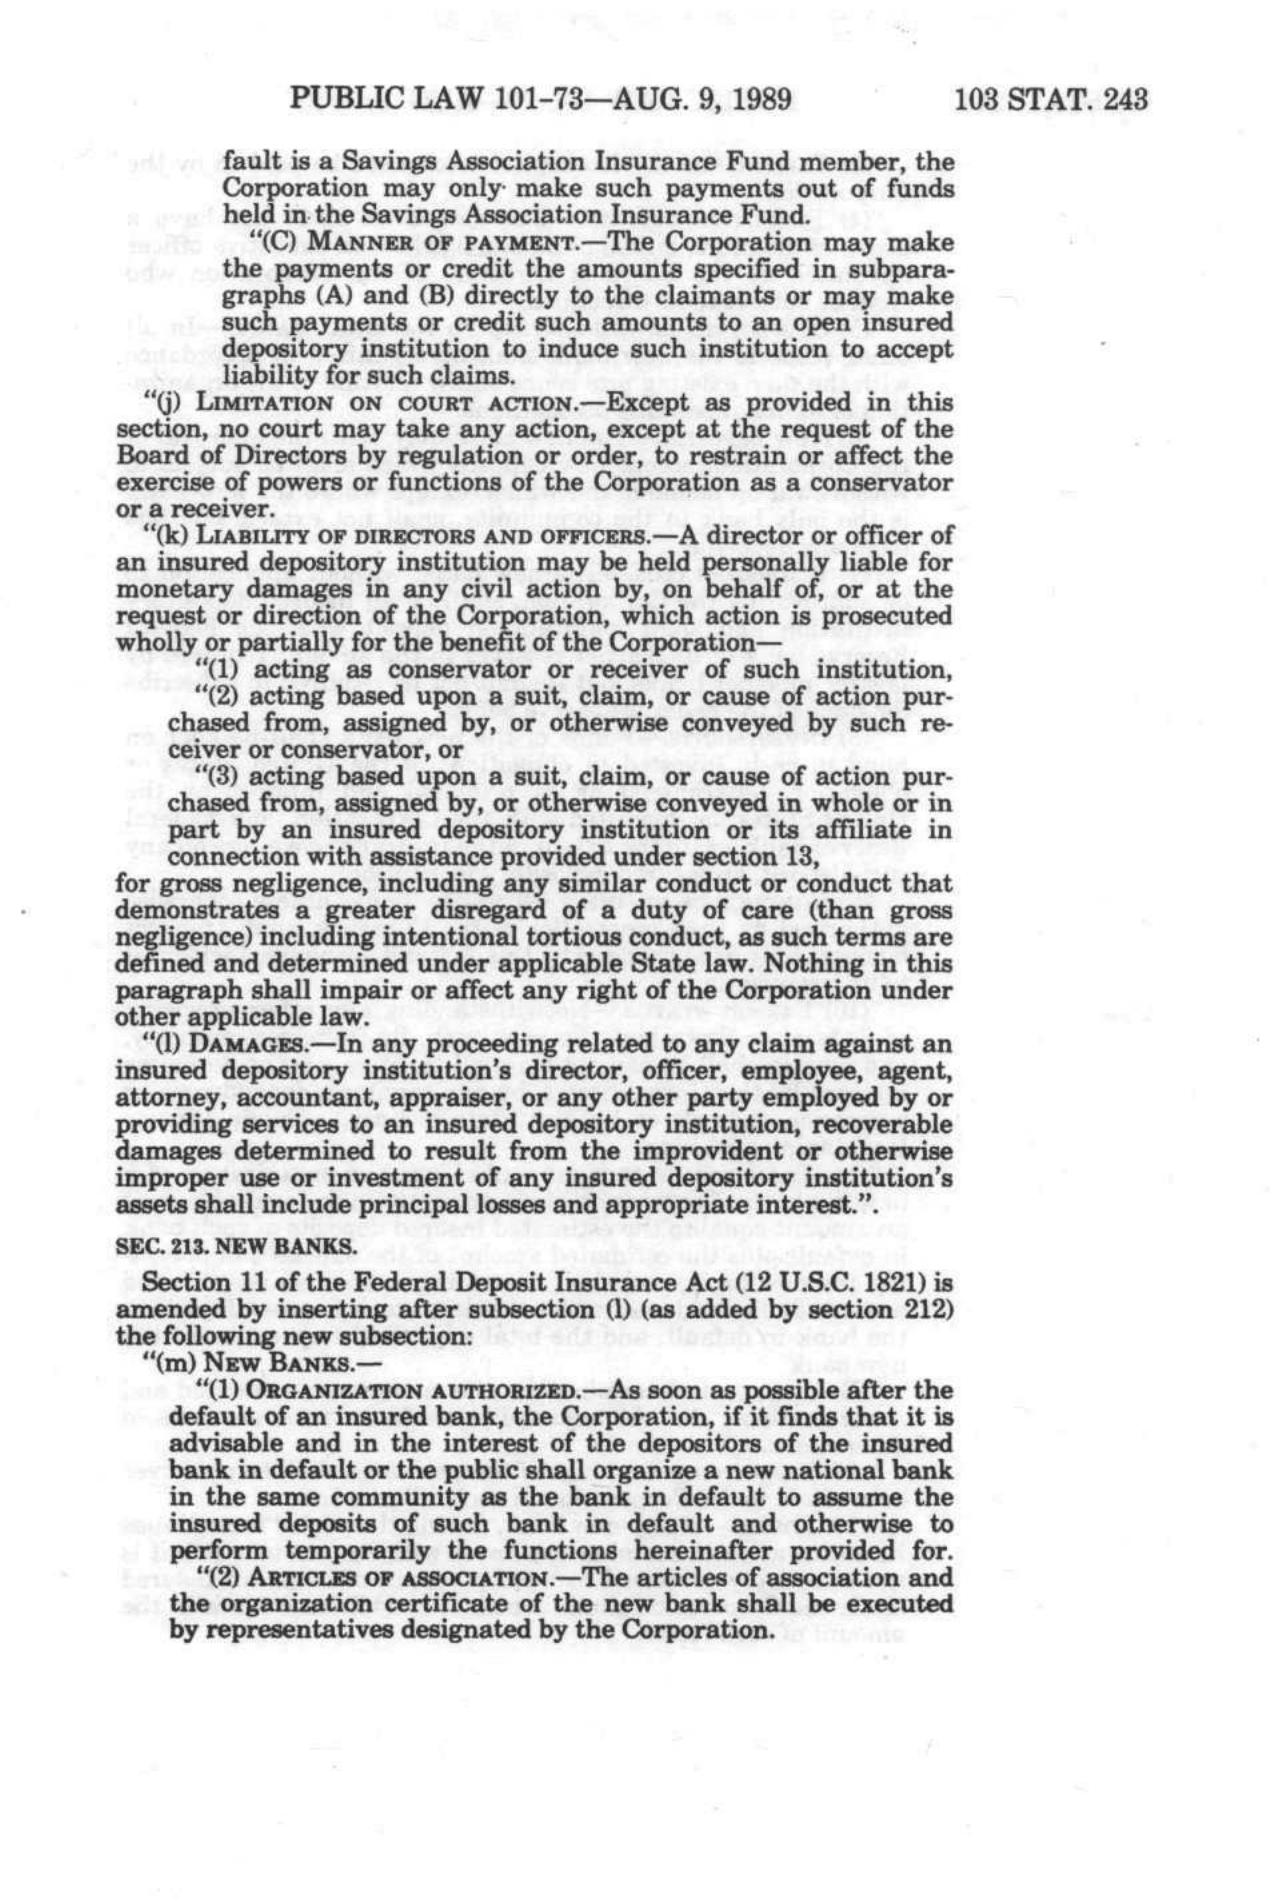 PUBLIC LAW 101-73—AUG. 9, 1989 103 STAT. 243
fault is a Savings Association Insurance Fund member, the
Corporation may only make such payments out of funds
held in the Savings Association Insurance Fund.
“(C) MANNER OF PAYMENT.—The Corporation may make
the payments or credit the amounts specified in subpara-
graphs (A) and (B) directly to the claimants or may make
such payments or credit such amounts to an open insured
depository institution to induce such institution to accept
liability for such claims.
“(j) LIMITATION ON COURT ACTION.—Except as provided in this
section, no court may take any action, except at the request of the
Board of Directors by regulation or order, to restrain or affect the
exercise of powers or functions of the Corporation as a conservator
or a receiver.
“(k) LIABILITY OF DIRECTORS AND OFFICERS.—A director or officer of
an insured depository institution may be held personally liable for
monetary damages in any civil action by, on behalf of, or at the
request or direction of the Corporation, which action is prosecuted
wholly or partially for the benefit of the Corporation—
“(1) acting as conservator or receiver of such institution,
“(2) acting based upon a suit, claim, or cause of action pur-
chased from, assigned by, or otherwise conveyed by such re-
ceiver or conservator, or
“(3) acting based upon a suit, claim, or cause of action pur-
chased from, assigned by, or otherwise conveyed in whole or in
part by an insured depository institution or its affiliate in
connection with assistance provided under section 13,
for gross negligence, including any similar conduct or conduct that
demonstrates a greater disregard of a duty of care (than gross
negligence) including intentional tortious conduct, as such terms are
defined and determined under applicable State law. Nothing in this
paragraph shall impair or affect any right of the Corporation under
other applicable law.
“(l) DAMAGES.—In any proceeding related to any claim against an
insured depository institution's director, officer, employee, agent,
attorney, accountant, appraiser, or any other party employed by or
providing services to an insured depository institution, recoverable
damages determined to result from the improvident or otherwise
improper use or investment of any insured depository institution's
assets shall include principal losses and appropriate interest.”.
SEC. 213. NEW BANKS.
Section 11 of the Federal Deposit Insurance Act (12 U.S.C. 1821) is
amended by inserting after subsection (l) (as added by section 212)
the following new subsection:
“(m) NEW BANKS.—
“(1) ORGANIZATION AUTHORIZED.—As soon as possible after the
default of an insured bank, the Corporation, if it finds that it is
advisable and in the interest of the depositors of the insured
bank in default or the public shall organize a new national bank
in the same community as the bank in default to assume the
insured deposits of such bank in default and otherwise to
perform temporarily the functions hereinafter provided for.
“(2) ARTICLES OF ASSOCIATION.—The articles of association and
the organization certificate of the new bank shall be executed
by representatives designated by the Corporation.